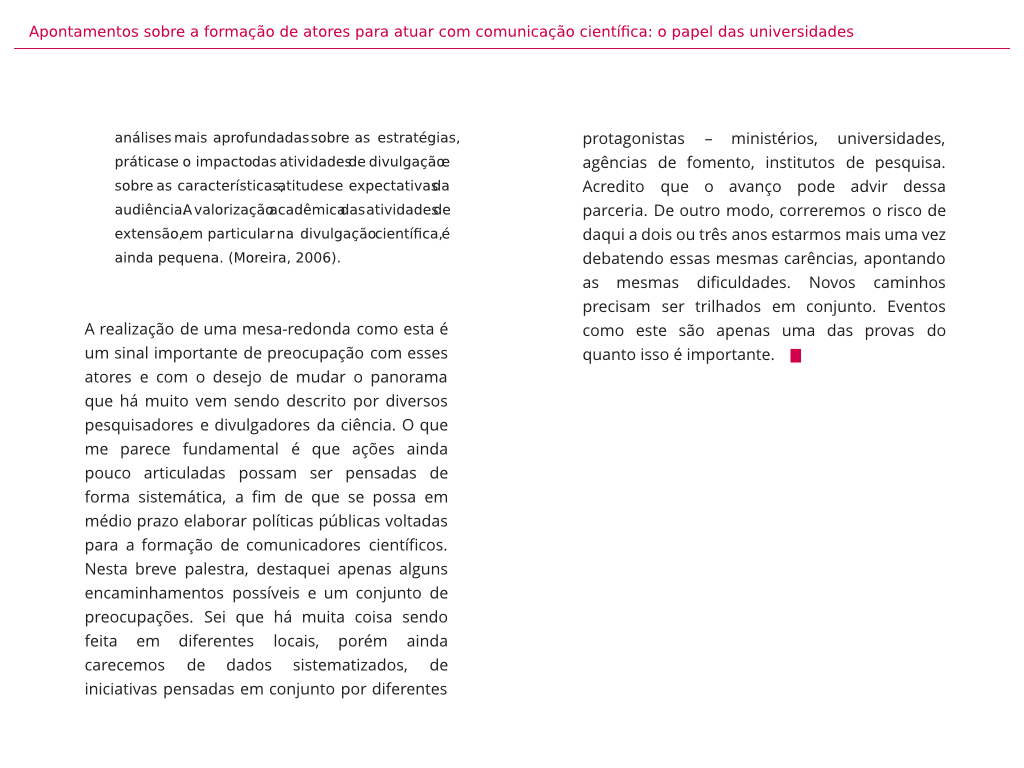 Apontamentos sobre a formação de atores para atuar com comunicação científica: o papel das universidades
análises mais aprofundadas sobre as estratégias,
práticas e o impacto das atividades de divulgação e
sobre as características, atitudes e expectativas da
audiência. A valorização acadêmica das atividades de
extensão, em particular na divulgação científica, é
ainda pequena. (Moreira, 2006).
A realização de uma mesa-redonda como esta é
um sinal importante de preocupação com esses
atores e com o desejo de mudar o panorama
que há muito vem sendo descrito por diversos
pesquisadores e divulgadores da ciência. O que
me parece fundamental é que ações ainda
pouco articuladas possam ser pensadas de
forma sistemática, a fim de que se possa em
médio prazo elaborar políticas públicas voltadas
para a formação de comunicadores científicos.
Nesta breve palestra, destaquei apenas alguns
encaminhamentos possíveis e um conjunto de
preocupações. Sei que há muita coisa sendo
feita em diferentes locais, porém ainda
carecemos de dados sistematizados, de
iniciativas pensadas em conjunto por diferentes
protagonistas – ministérios, universidades,
agências de fomento, institutos de pesquisa.
Acredito que o avanço pode advir dessa
parceria. De outro modo, correremos o risco de
daqui a dois ou três anos estarmos mais uma vez
debatendo essas mesmas carências, apontando
as mesmas dificuldades. Novos caminhos
precisam ser trilhados em conjunto. Eventos
como este são apenas uma das provas do
quanto isso é importante.